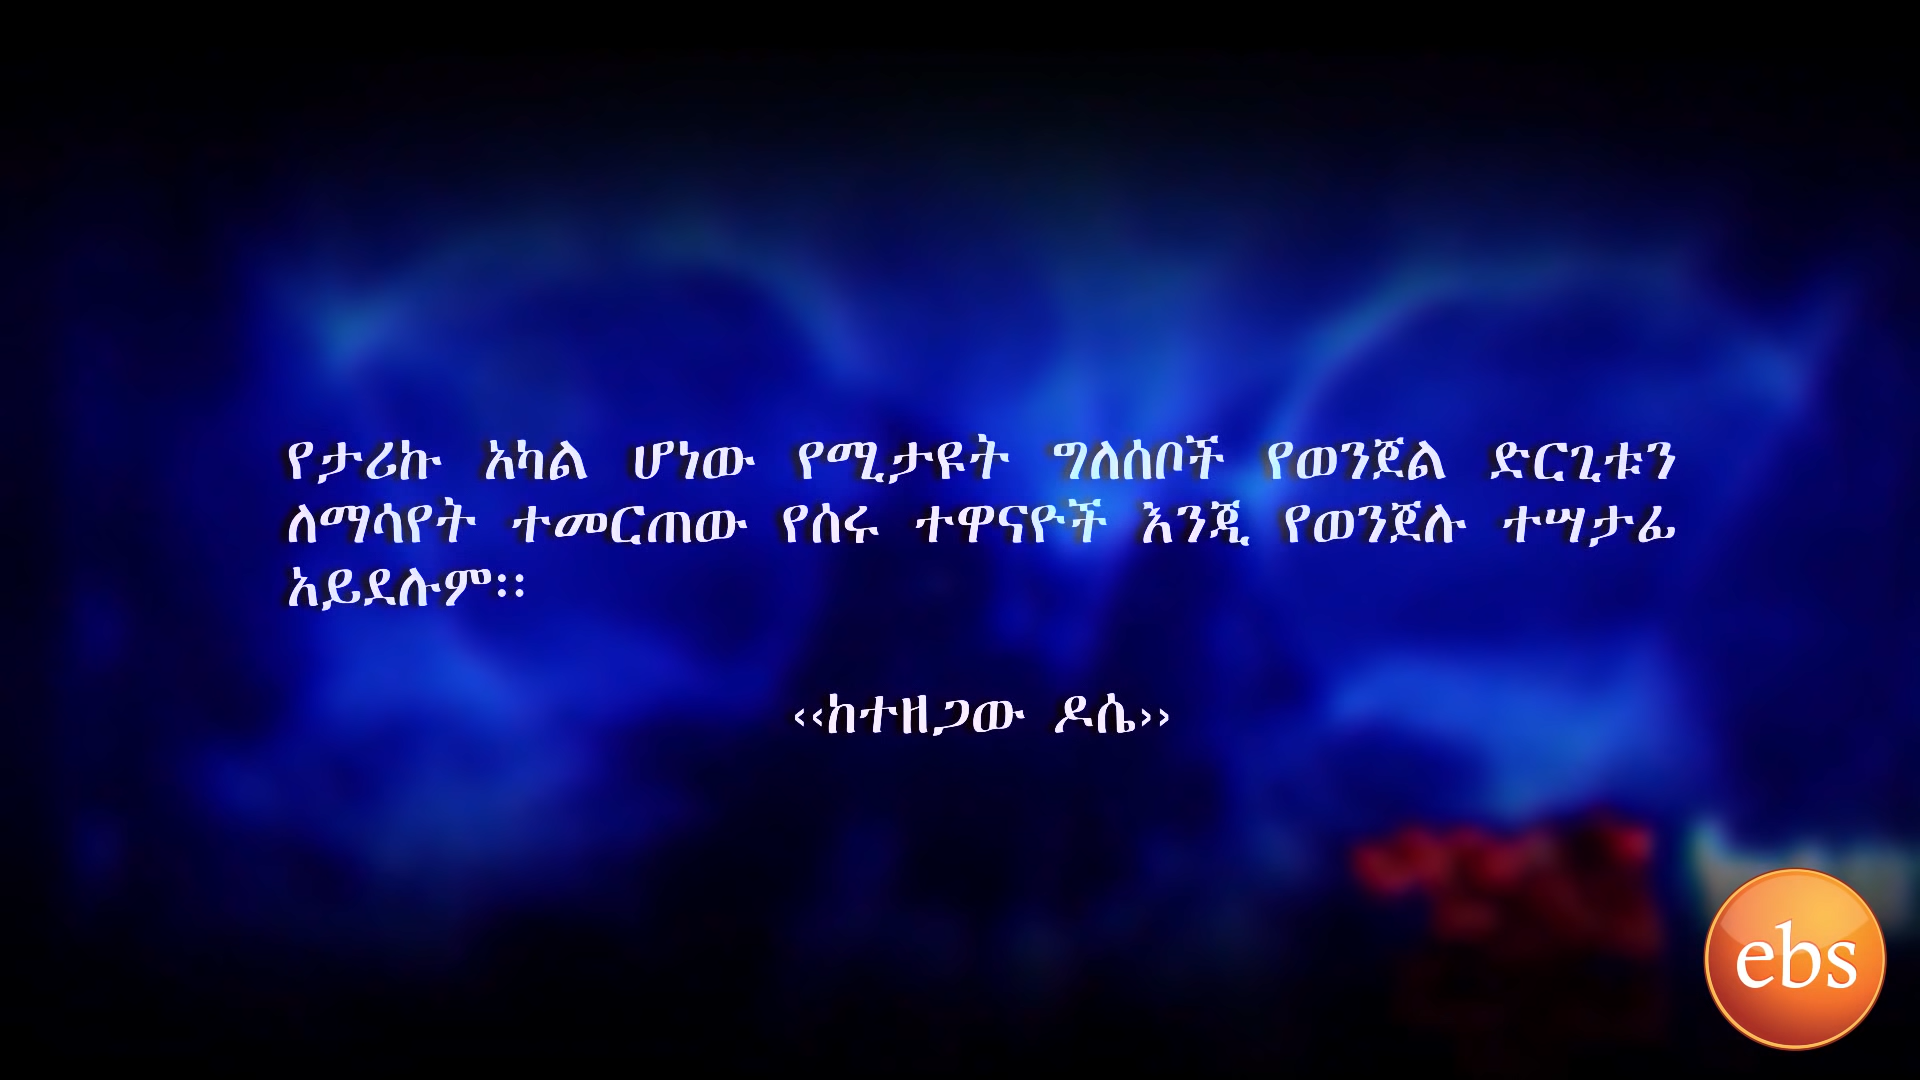 የታሪኩ አካል ሆነው የሚታዩት ግለሰቦች የወንጀል ድርጊቱን
ለማሳየት ተመርጠው የሰሩ ተዋናዮች እንጂ የወንጀሉ ተሣታፊ
አይደሉም፡፡
‹‹ከተዘጋው ዶሴ››
ebs